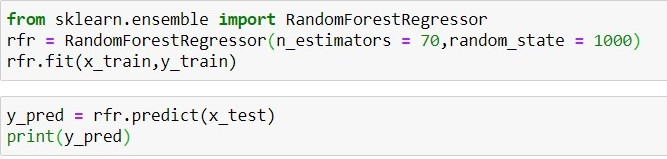 from sklearn.ensemble import RandomForestRegressor
rfr = RandomForestRegressor(n_estimators = 70,random_state = 1000)
rfr.fit(x_train,y_train)
y_pred = rfr.predict(x_test)
print(y_pred)